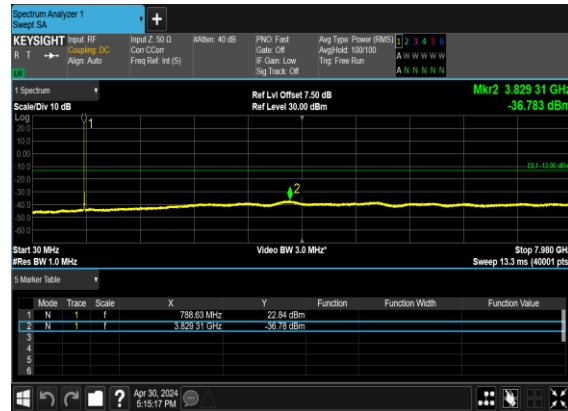 Spectrum Analyzer 1
Swept SA
+
KEYSIGHT Input: RF Input Z: 50 Ω #Atten: 40 dB PNO: Fast Avg Type: Power (RMS) 1 2 3 4 5 6
R T Coupling: DC Corr CCorr Gate: Off Avg|Hold: 100/100 A W W W W W
Align: Auto Freq Ref: Int (S) IF Gain: Low Trig: Free Run
LW Sig Track: Off A N N N N N
1 Spectrum Ref Lvl Offset 7.50 dB Mkr2 3.829 31 GHz
Scale/Div 10 dB Ref Level 30.00 dBm -36.783 dBm
Log
1
20.0
10.0
0.00
-10.0
DL1 -13.00 dBm
-20.0
-30.0
2
-40.0
-50.0
-60.0
Start 30 MHz Video BW 3.0 MHz* Stop 7.980 GHz
#Res BW 1.0 MHz Sweep 13.3 ms (40001 pts)
5 Marker Table
Mode Trace Scale X Y Function Function Width Function Value
1 N 1 f 788.63 MHz 22.84 dBm
2 N 1 f 3.829 31 GHz -36.78 dBm
3
4
5
6
? Apr 30, 2024
5:15:17 PM